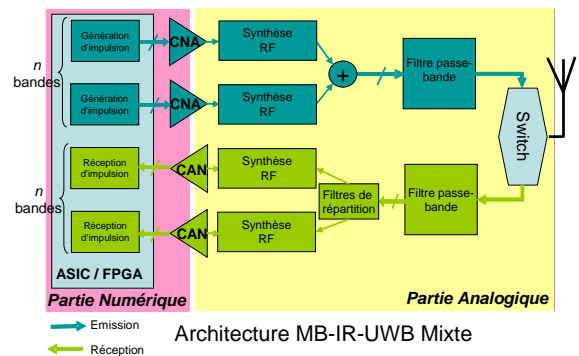 n
bandes
Génération
d'impulsion
CNA
Synthèse
RF
Génération
d'impulsion
CNA
Synthèse
RF
+
Filtre passe-
bande
Switch
n
bandes
Réception
d'impulsion
CAN
Synthèse
RF
Réception
d'impulsion
CAN
Synthèse
RF
Filtres de
répartition
Filtre passe-
bande
ASIC / FPGA
Partie Numérique
Partie Analogique
Emission
Réception
Architecture MB-IR-UWB Mixte